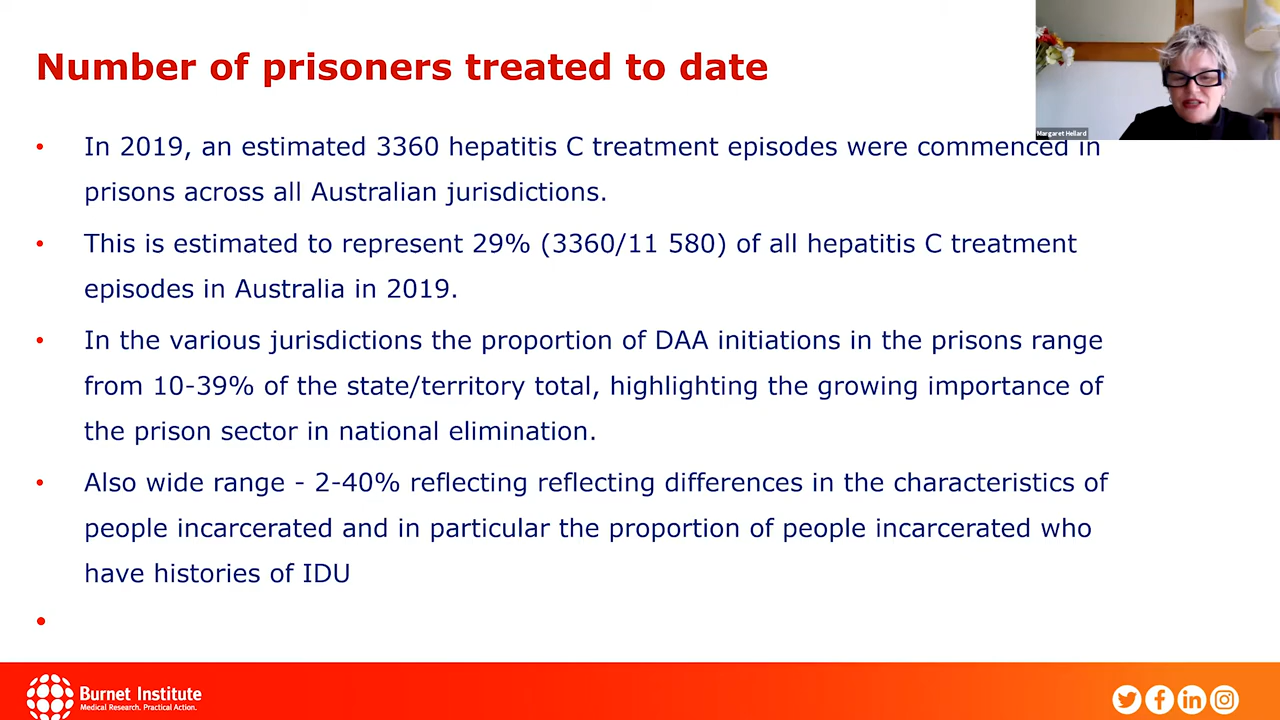 Number of prisoners treated to date
Margaret Hellard
• In 2019, an estimated 3360 hepatitis C treatment episodes were commenced in
prisons across all Australian jurisdictions.
• This is estimated to represent 29% (3360/11 580) of all hepatitis C treatment
episodes in Australia in 2019.
• In the various jurisdictions the proportion of DAA initiations in the prisons range
from 10-39% of the state/territory total, highlighting the growing importance of
the prison sector in national elimination.
• Also wide range - 2-40% reflecting reflecting differences in the characteristics of
people incarcerated and in particular the proportion of people incarcerated who
have histories of IDU
•
Burnet Institute
Medical Research. Practical Action.